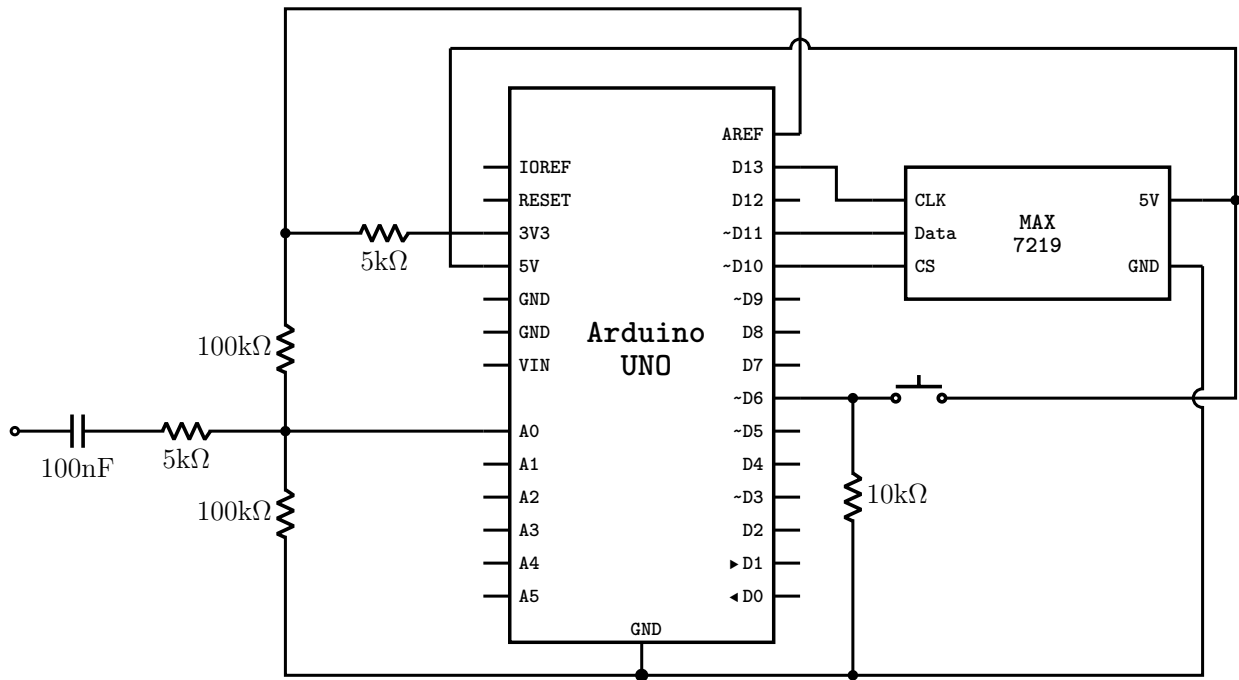 AREF
IOREF
D13
RESET
D12
CLK
5V
MAX
3V3
~D11
Data
7219
5kΩ
5V
~D10
CS
GND
GND
~D9
GND
D8
Arduino
100kΩ
VIN
D7
UNO
~D6
A0
~D5
100nF
5kΩ
A1
D4
100kΩ
A2
~D3
10kΩ
A3
D2
A4
▸D1
A5
◂D0
GND